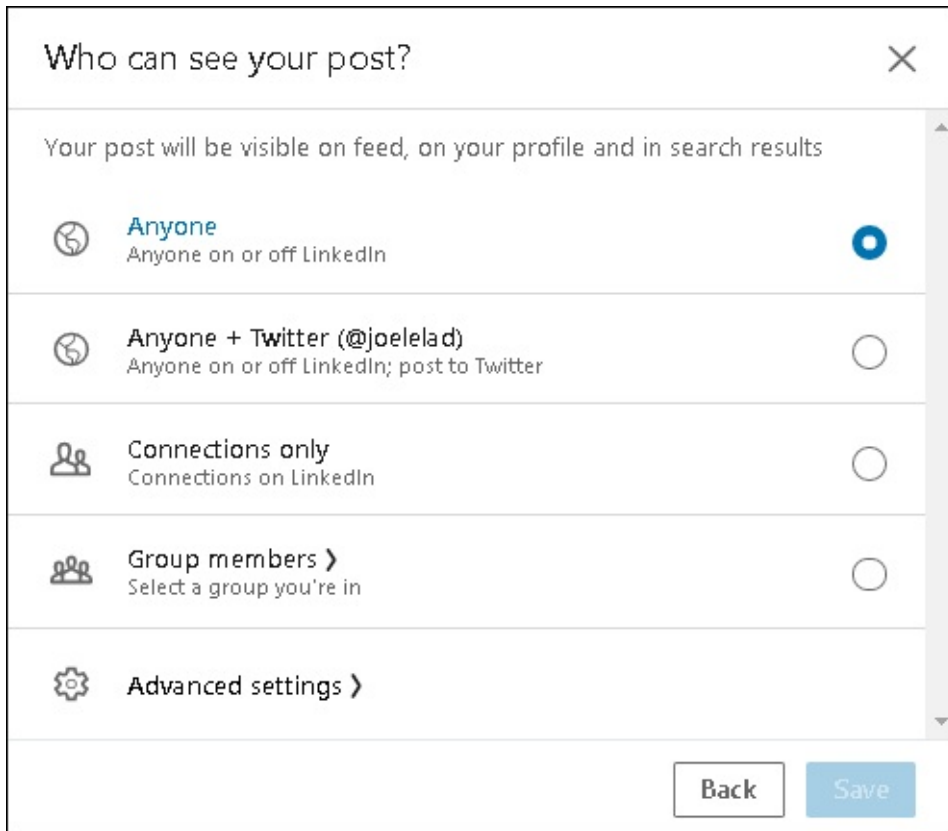 Who can see your post?
Your post will be visible on feed, on your profile and in search results
Anyone
Anyone on or off LinkedIn
Anyone + Twitter (@joelelad)
Anyone on or off LinkedIn; post to Twitter
Connections only
Connections on LinkedIn
Group members ❯
Select a group you're in
Advanced settings ❯
Back Save